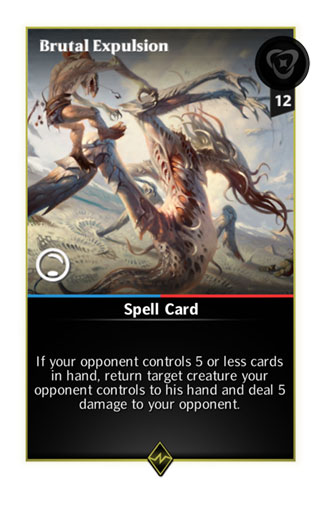 Brutal Expulsion
12
Spell Card
If your opponent controls 5 or less cards
in hand, return target creature your
opponent controls to his hand and deal 5
damage to your opponent.